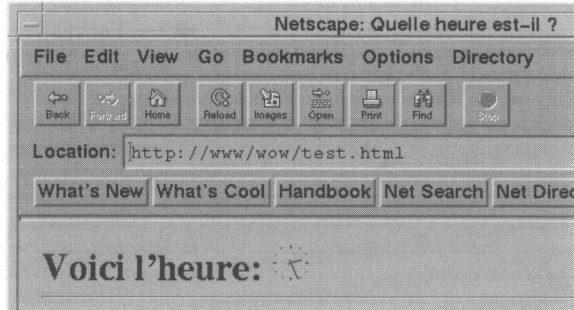 Netscape: Quelle heure est–il ?
File Edit View Go Bookmarks Options Directory
Back Forward Home Reload Images Open Print Find Stop
Location: http://www/wow/test.html
What's New What's Cool Handbook Net Search Net Direc
Voici l'heure: